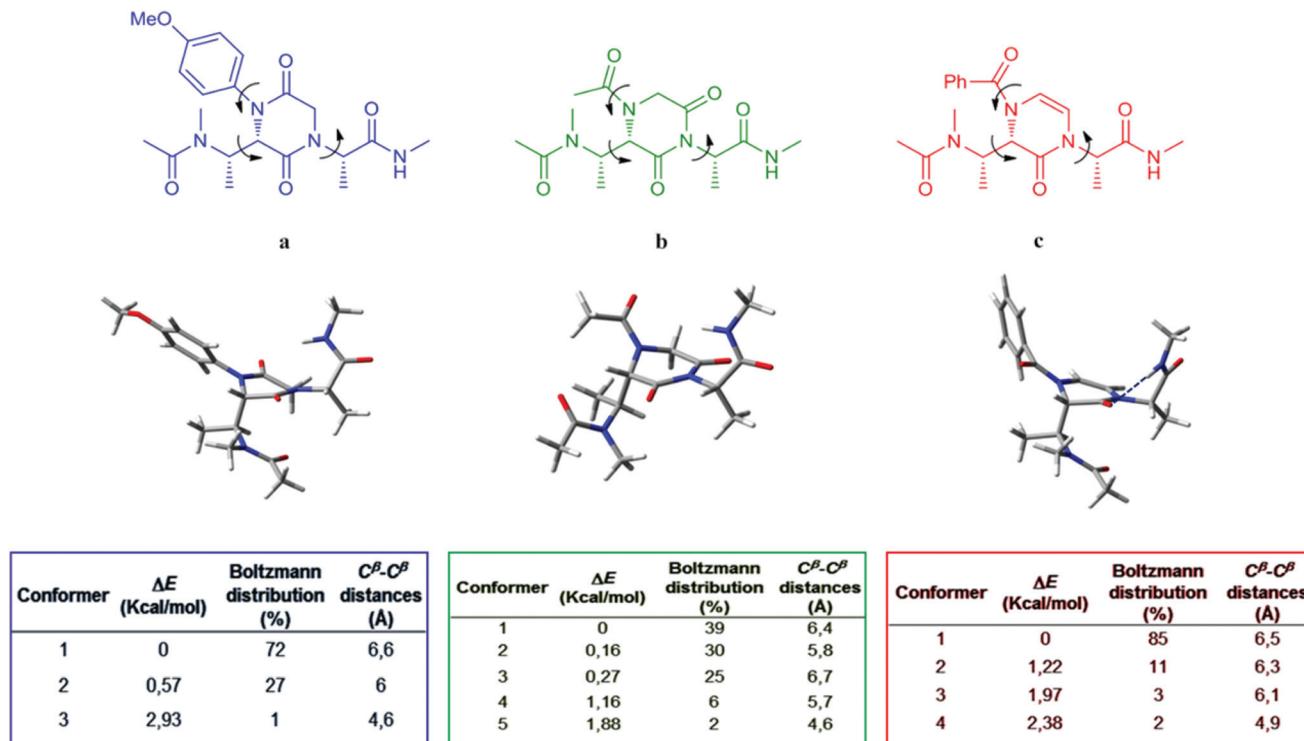 MeO
O
N
N
N
O
O
O
N
H
a
O
N
O
N
N
O
O
O
N
H
b
Ph
O
N
N
N
O
O
O
N
H
c
Conformer ΔE (Kcal/mol) Boltzmann distribution (%) Cβ-Cβ distances (Å)
1 0 72 6,6
2 0,57 27 6
3 2,93 1 4,6
Conformer ΔE (Kcal/mol) Boltzmann distribution (%) Cβ-Cβ distances (Å)
1 0 39 6,4
2 0,16 30 5,8
3 0,27 25 6,7
4 1,16 6 5,7
5 1,88 2 4,6
Conformer ΔE (Kcal/mol) Boltzmann distribution (%) Cβ-Cβ distances (Å)
1 0 85 6,5
2 1,22 11 6,3
3 1,97 3 6,1
4 2,38 2 4,9